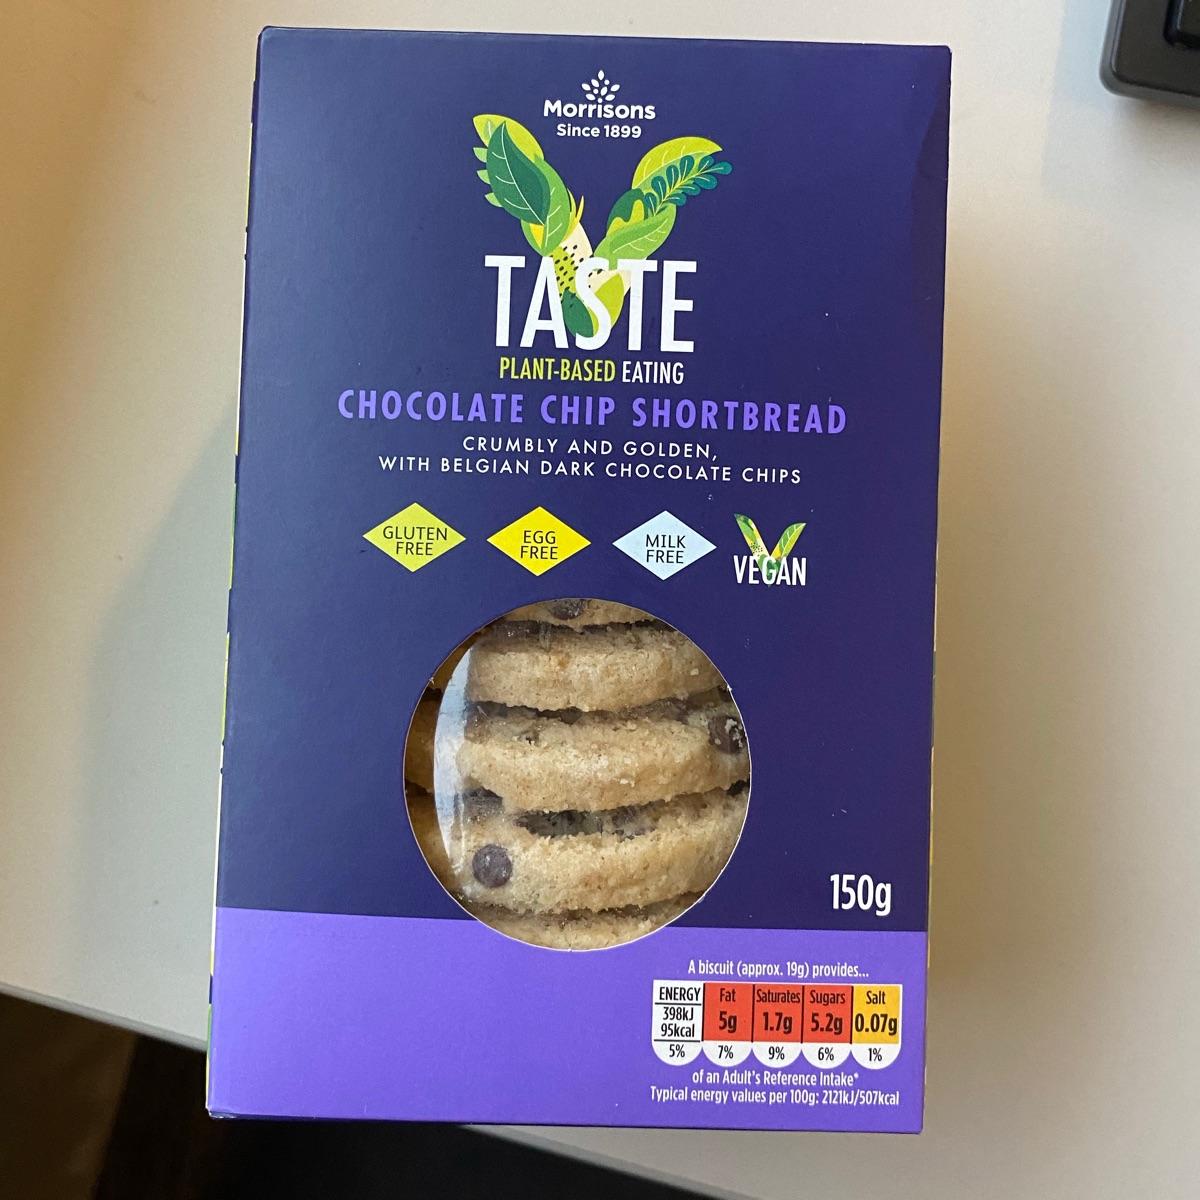 Morrisons
Since 1899
TASTE
PLANT-BASED EATING
CHOCOLATE CHIP SHORTBREAD
CRUMBLY AND GOLDEN,
WITH BELGIAN DARK CHOCOLATE CHIPS
GLUTEN
FREE
EGG
FREE
MILK
FREE
VEGAN
150g
A biscuit (approx. 19g) provides...
ENERGY Fat Saturates Sugars Salt
398kJ
95kcal 5g 1.7g 5.2g 0.07g
5% 7% 9% 6% 1%
of an Adult's Reference Intake*
Typical energy values per 100g: 2121kJ/507kcal